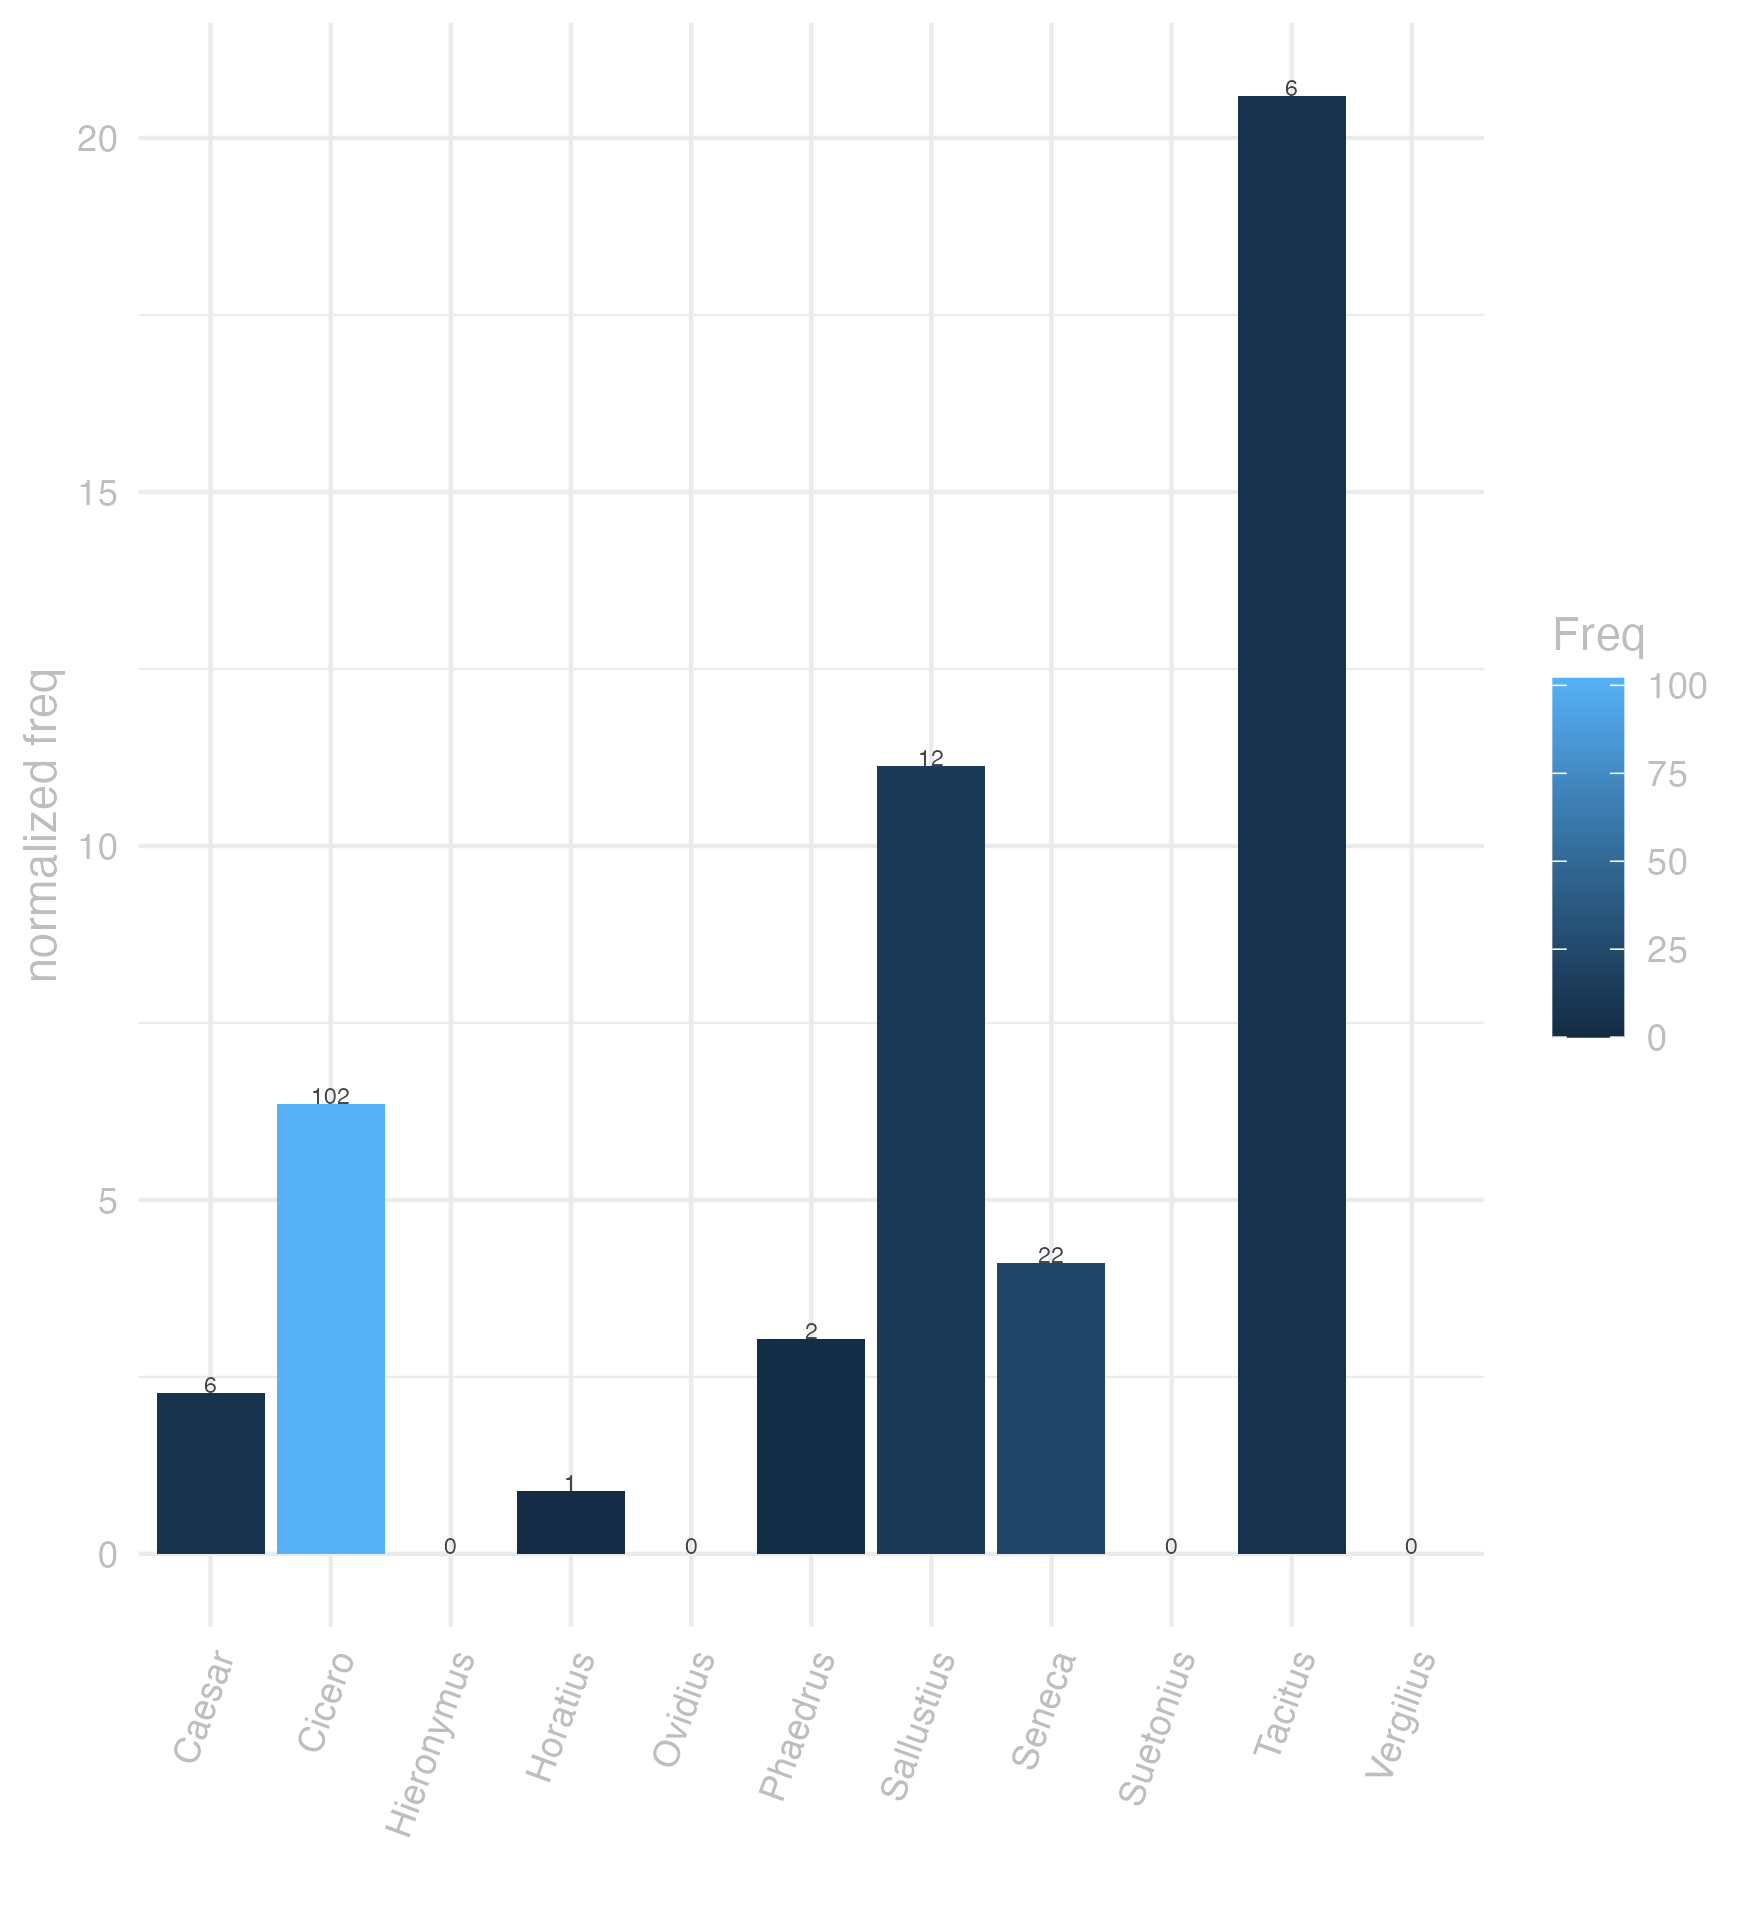 normalized freq
20
15
10
5
0
6
102
0
1
0
2
12
22
0
6
0
Caesar
Cicero
Hieronymus
Horatius
Ovidius
Phaedrus
Sallustius
Seneca
Suetonius
Tacitus
Vergilius
Freq
100
75
50
25
0